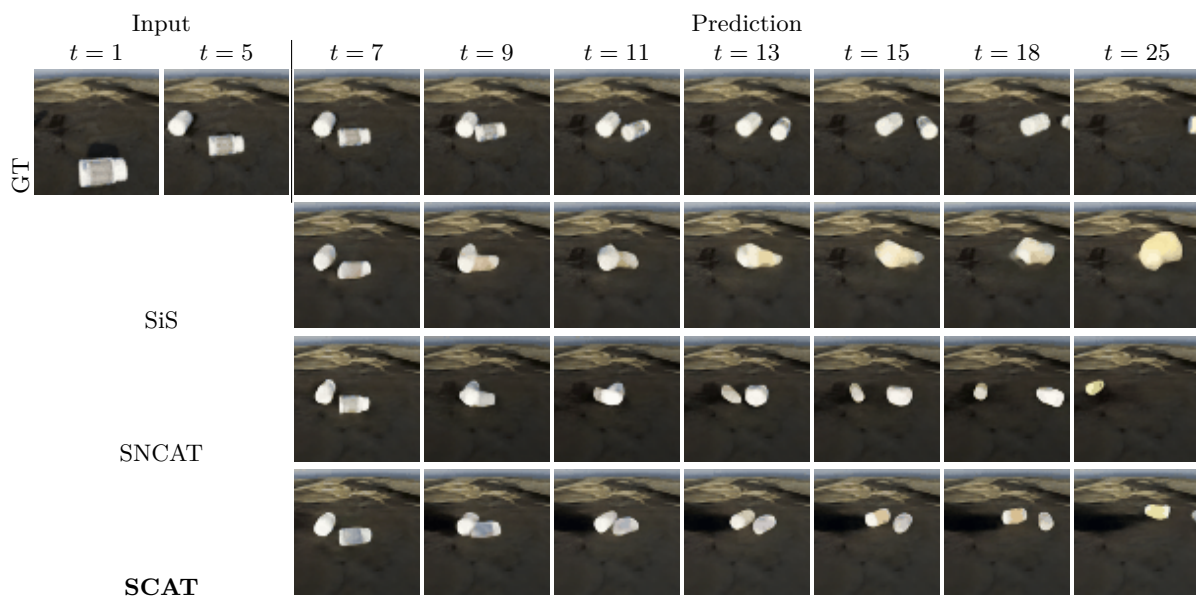 Input Prediction
t = 1 t = 5 t = 7 t = 9 t = 11 t = 13 t = 15 t = 18 t = 25
GT
SiS
SNCAT
SCAT